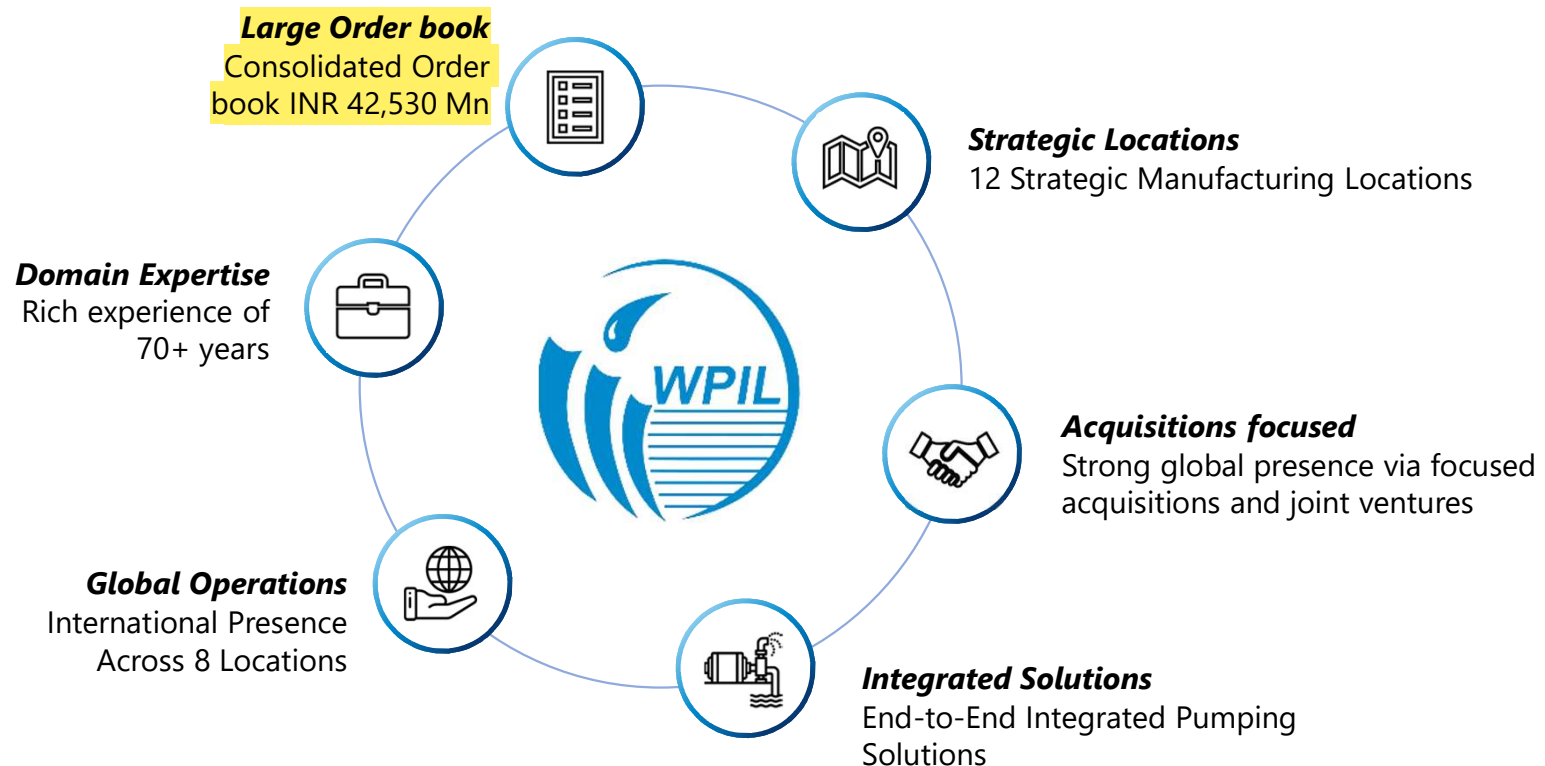 Large Order book
Consolidated Order
book INR 42,530 Mn
Strategic Locations
12 Strategic Manufacturing Locations
Domain Expertise
Rich experience of
70+ years
WPIL
Acquisitions focused
Strong global presence via focused
acquisitions and joint ventures
Global Operations
International Presence
Across 8 Locations
Integrated Solutions
End-to-End Integrated Pumping
Solutions